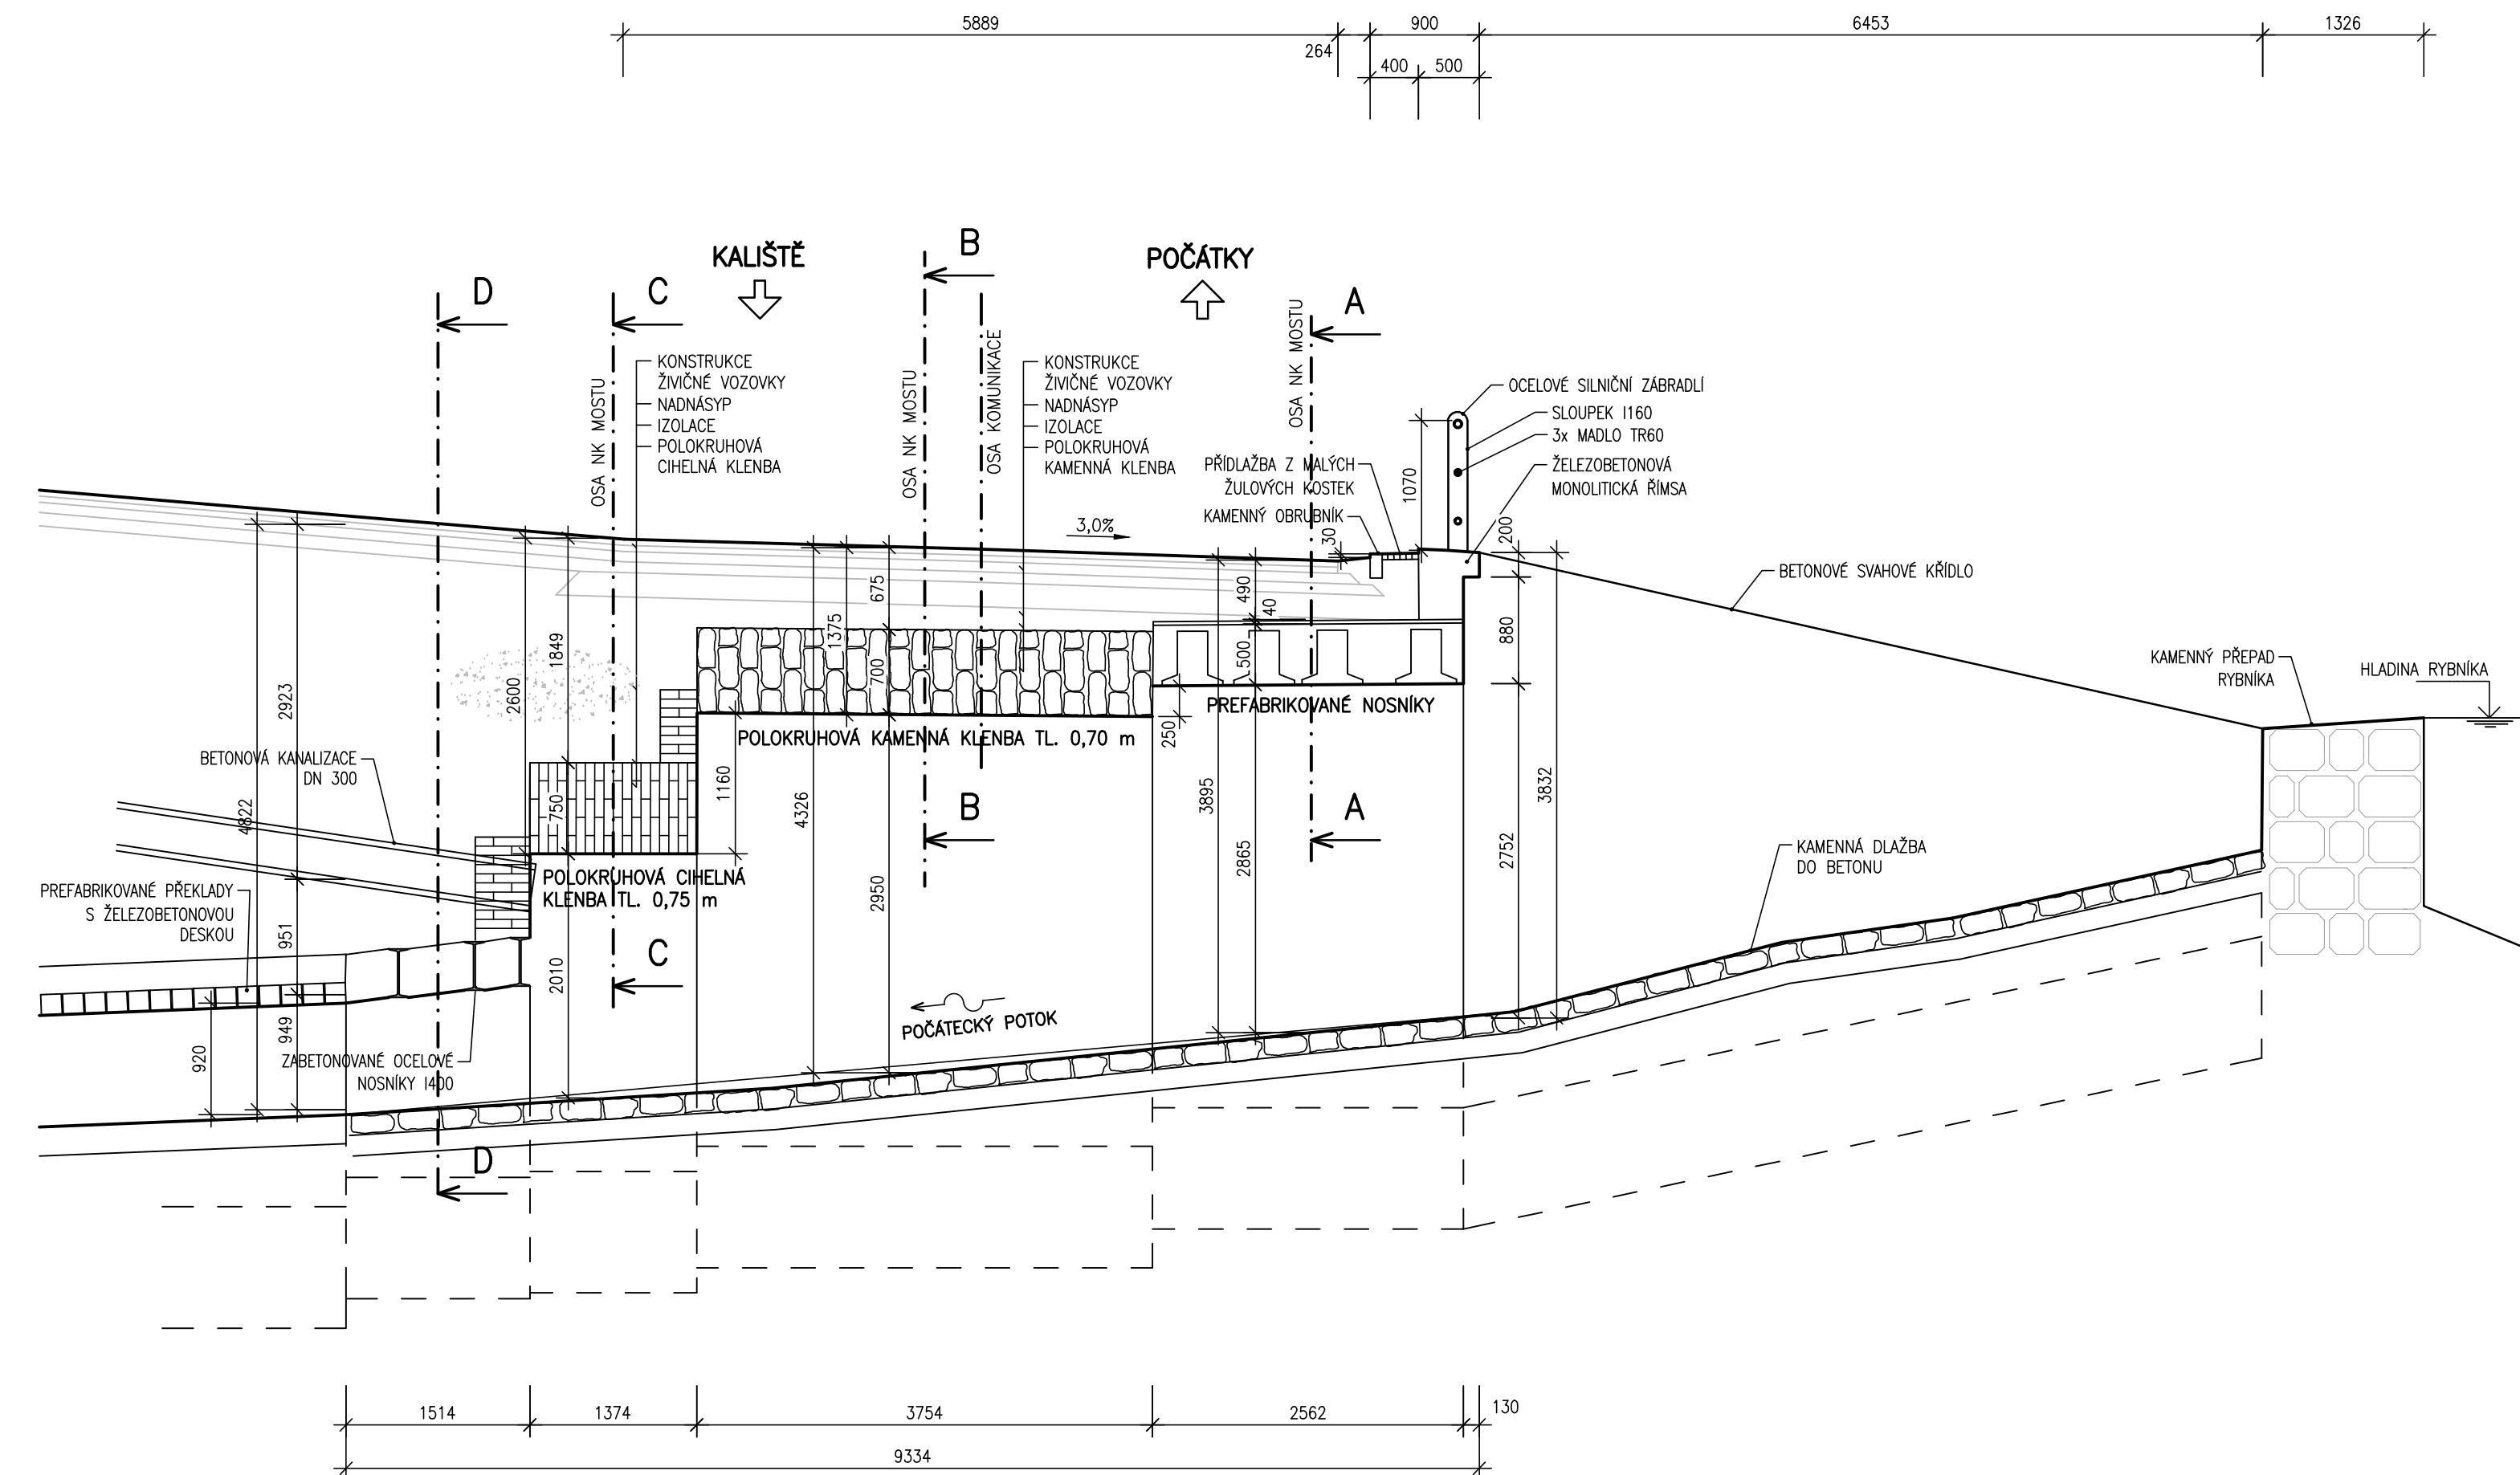 5889
264
900
400
500
6453
1326
KALIŠTĚ
POČÁTKY
D
C
B
A
OSA NK MOSTU
OSA NK MOSTU
OSA KOMUNIKACE
OSA NK MOSTU
KONSTRUKCE
ŽIVIČNÉ VOZOVKY
NADNÁSYP
IZOLACE
POLOKRUHOVÁ
CIHELNÁ KLENBA
KONSTRUKCE
ŽIVIČNÉ VOZOVKY
NADNÁSYP
IZOLACE
POLOKRUHOVÁ
KAMENNÁ KLENBA
PŘÍDLAŽBA Z MALÝCH
ŽULOVÝCH KOSTEK
KAMENNÝ OBRUBNÍK
OCELOVÉ SILNIČNÍ ZÁBRADLÍ
SLOUPEK I160
3x MADLO TR60
ŽELEZOBETONOVÁ
MONOLITICKÁ ŘÍMSA
1070
30
200
3,0%
BETONOVÉ SVAHOVÉ KŘÍDLO
KAMENNÝ PŘEPAD
RYBNÍKA
HLADINA RYBNÍKA
675
1375
700
490
40
500
880
1849
2600
2923
4822
PREFABRIKOVANÉ NOSNÍKY
250
POLOKRUHOVÁ KAMENNÁ KLENBA TL. 0,70 m
BETONOVÁ KANALIZACE
DN 300
750
1160
4326
3895
2865
3832
2752
B
A
KAMENNÁ DLAŽBA
DO BETONU
POLOKRUHOVÁ CIHELNÁ
KLENBA TL. 0,75 m
2950
PREFABRIKOVANÉ PŘEKLADY
S ŽELEZOBETONOVOU
DESKOU
951
C
2010
949
920
POČÁTECKÝ POTOK
ZABETONOVANÉ OCELOVÉ
NOSNÍKY I400
D
1514
1374
3754
2562
130
9334